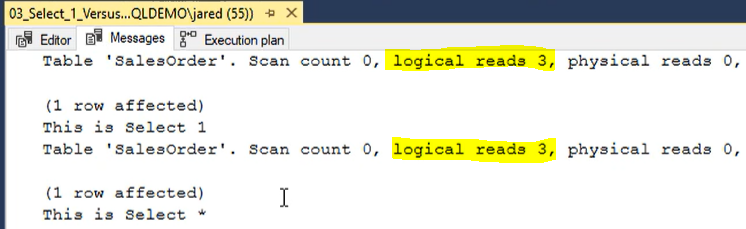 03_Select_1_Versus...QLDEMO\jared (55))
Editor Messages Execution plan
Table 'SalesOrder'. Scan count 0, logical reads 3, physical reads 0,
(1 row affected)
This is Select 1
Table 'SalesOrder'. Scan count 0, logical reads 3, physical reads 0,
(1 row affected)
This is Select *